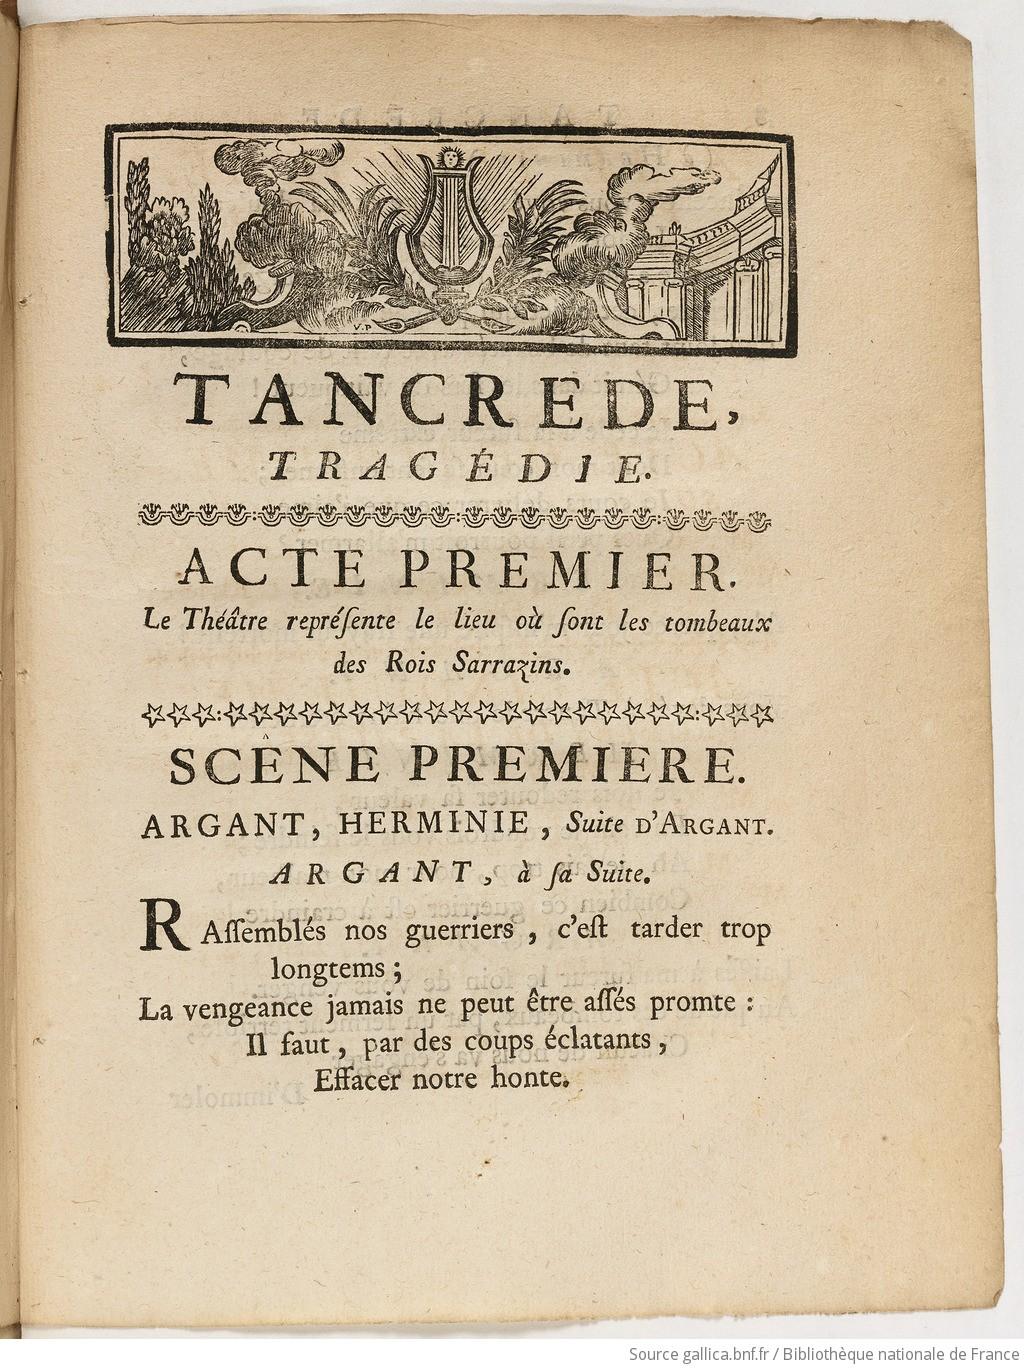 V.P
TANCREDE,
TRAGÉDIE.
ACTE PREMIER.
Le Théâtre repréſente le lieu où ſont les tombeaux
des Rois Sarrazins.
SCÊNE PREMIERE.
ARGANT, HERMINIE, Suite D'ARGANT.
ARGANT, à ſa Suite.
RAſſemblés nos guerriers, c'eſt tarder trop
longtems;
La vengeance jamais ne peut être aſſés promte :
Il faut, par des coups éclatants,
Effacer notre honte.
Source gallica.bnf.fr / Bibliothèque nationale de France